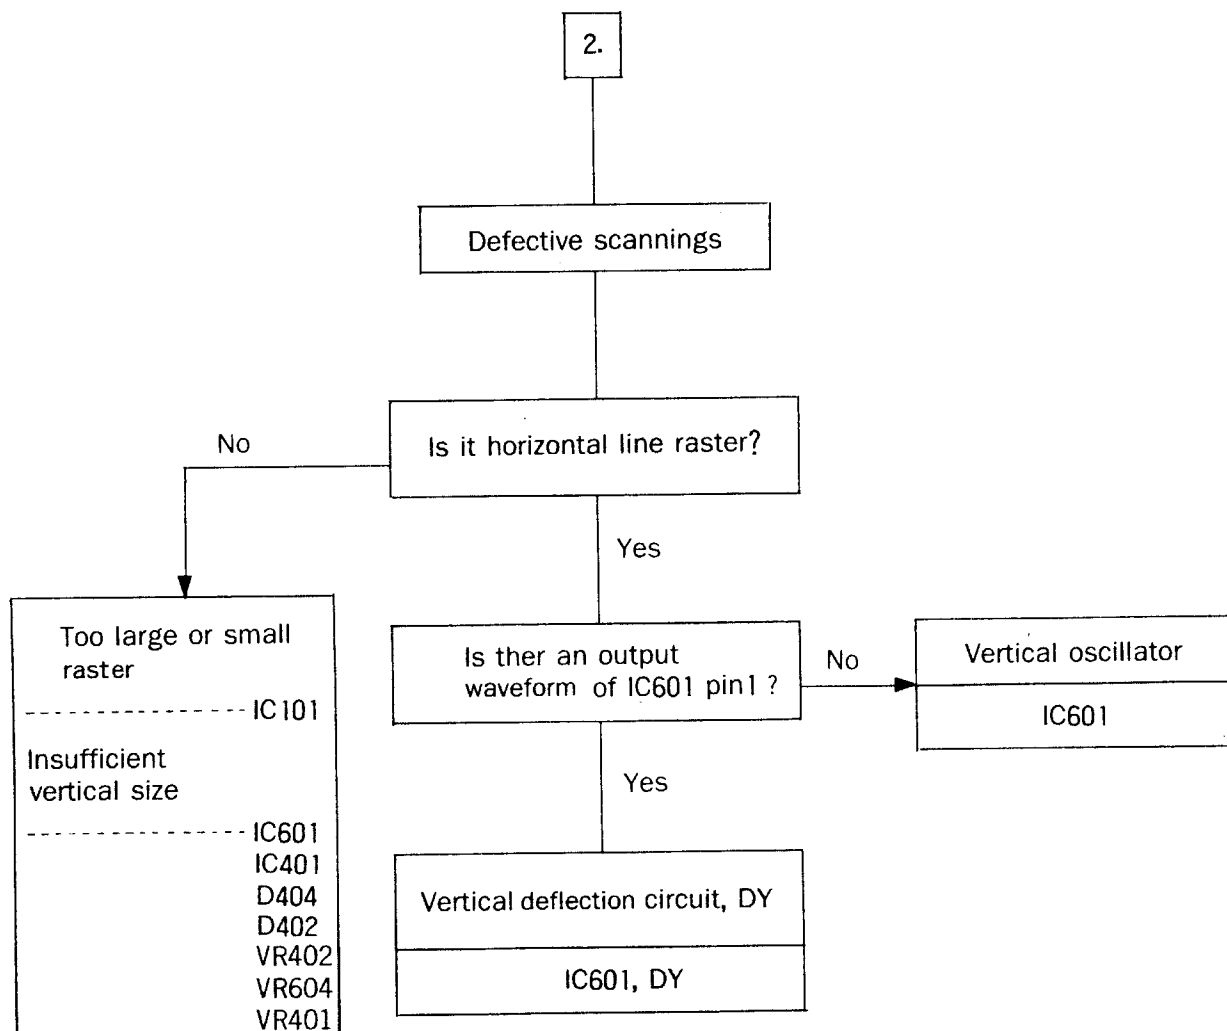 2.
Defective scannings
Is it horizontal line raster?
No
Yes
Too large or small
raster
IC101
Insufficient
vertical size
IC601
IC401
D404
D402
VR402
VR604
VR401
Is ther an output
waveform of IC601 pin1 ?
No
Vertical oscillator
IC601
Yes
Vertical deflection circuit, DY
IC601, DY